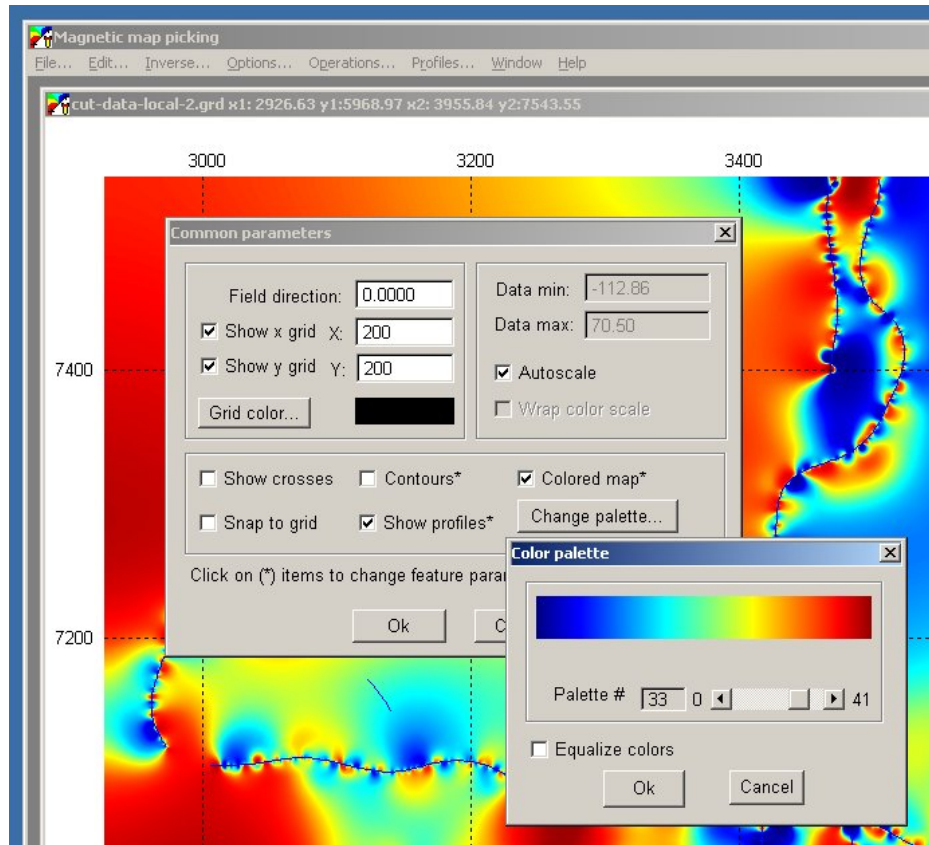 Magnetic map picking
File... Edit... Inverse... Options... Operations... Profiles... Window Help
cut-data-local-2.grd x1: 2926.63 y1:5968.97 x2: 3955.84 y2:7543.55
3000 3200 3400
Common parameters
Field direction: 0.0000
Show x grid X: 200
Show y grid Y: 200
Grid color...
Data min: -112.86
Data max: 70.50
Autoscale
Wrap color scale
7400
Show crosses Contours* Colored map*
Snap to grid Show profiles* Change palette...
Click on (*) items to change feature para
Ok C
7200
Color palette
Palette # 33 0 41
Equalize colors
Ok Cancel